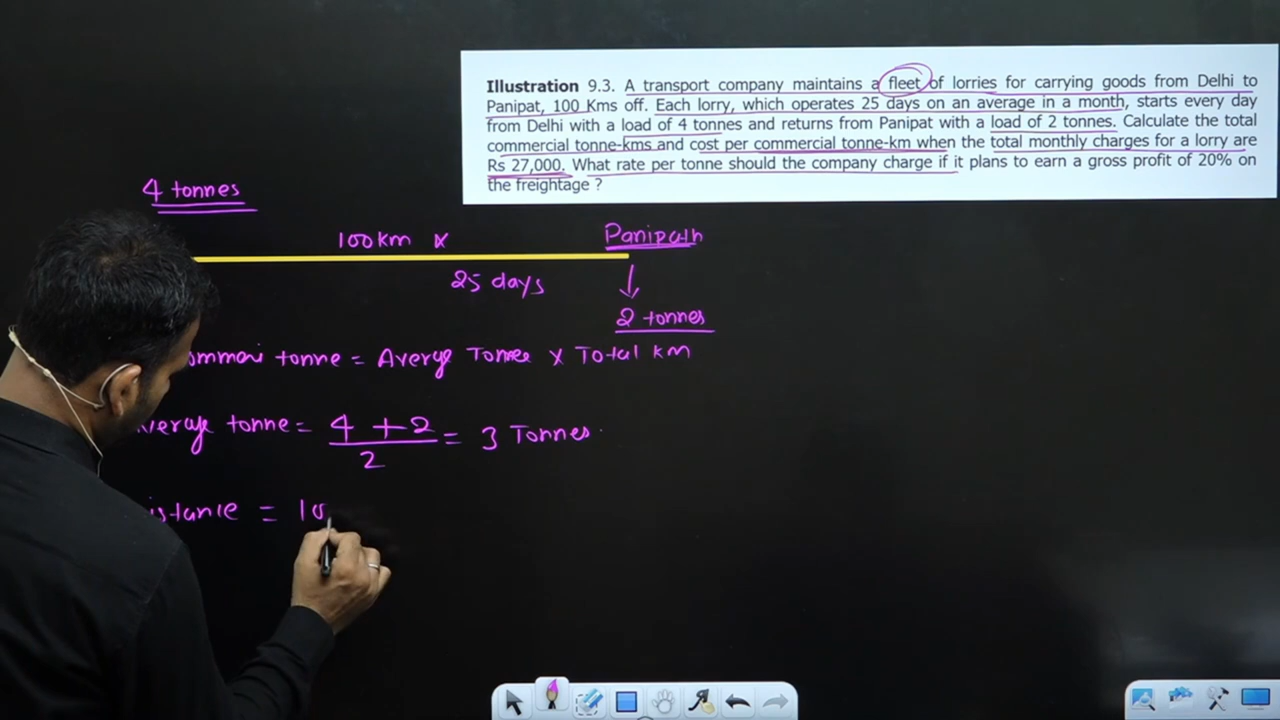 Illustration 9.3. A transport company maintains a fleet of lorries for carrying goods from Delhi to
Panipat, 100 Kms off. Each lorry, which operates 25 days on an average in a month, starts every day
from Delhi with a load of 4 tonnes and returns from Panipat with a load of 2 tonnes. Calculate the total
commercial tonne-kms and cost per commercial tonne-km when the total monthly charges for a lorry are
Rs 27,000. What rate per tonne should the company charge if it plans to earn a gross profit of 20% on
the freightage ?
4 tonnes
100km x
Panipath
25 days
2 tonnes
tonne = Total km
tonne = 4 + 2 / 2 = 3 Tonnes
= 10